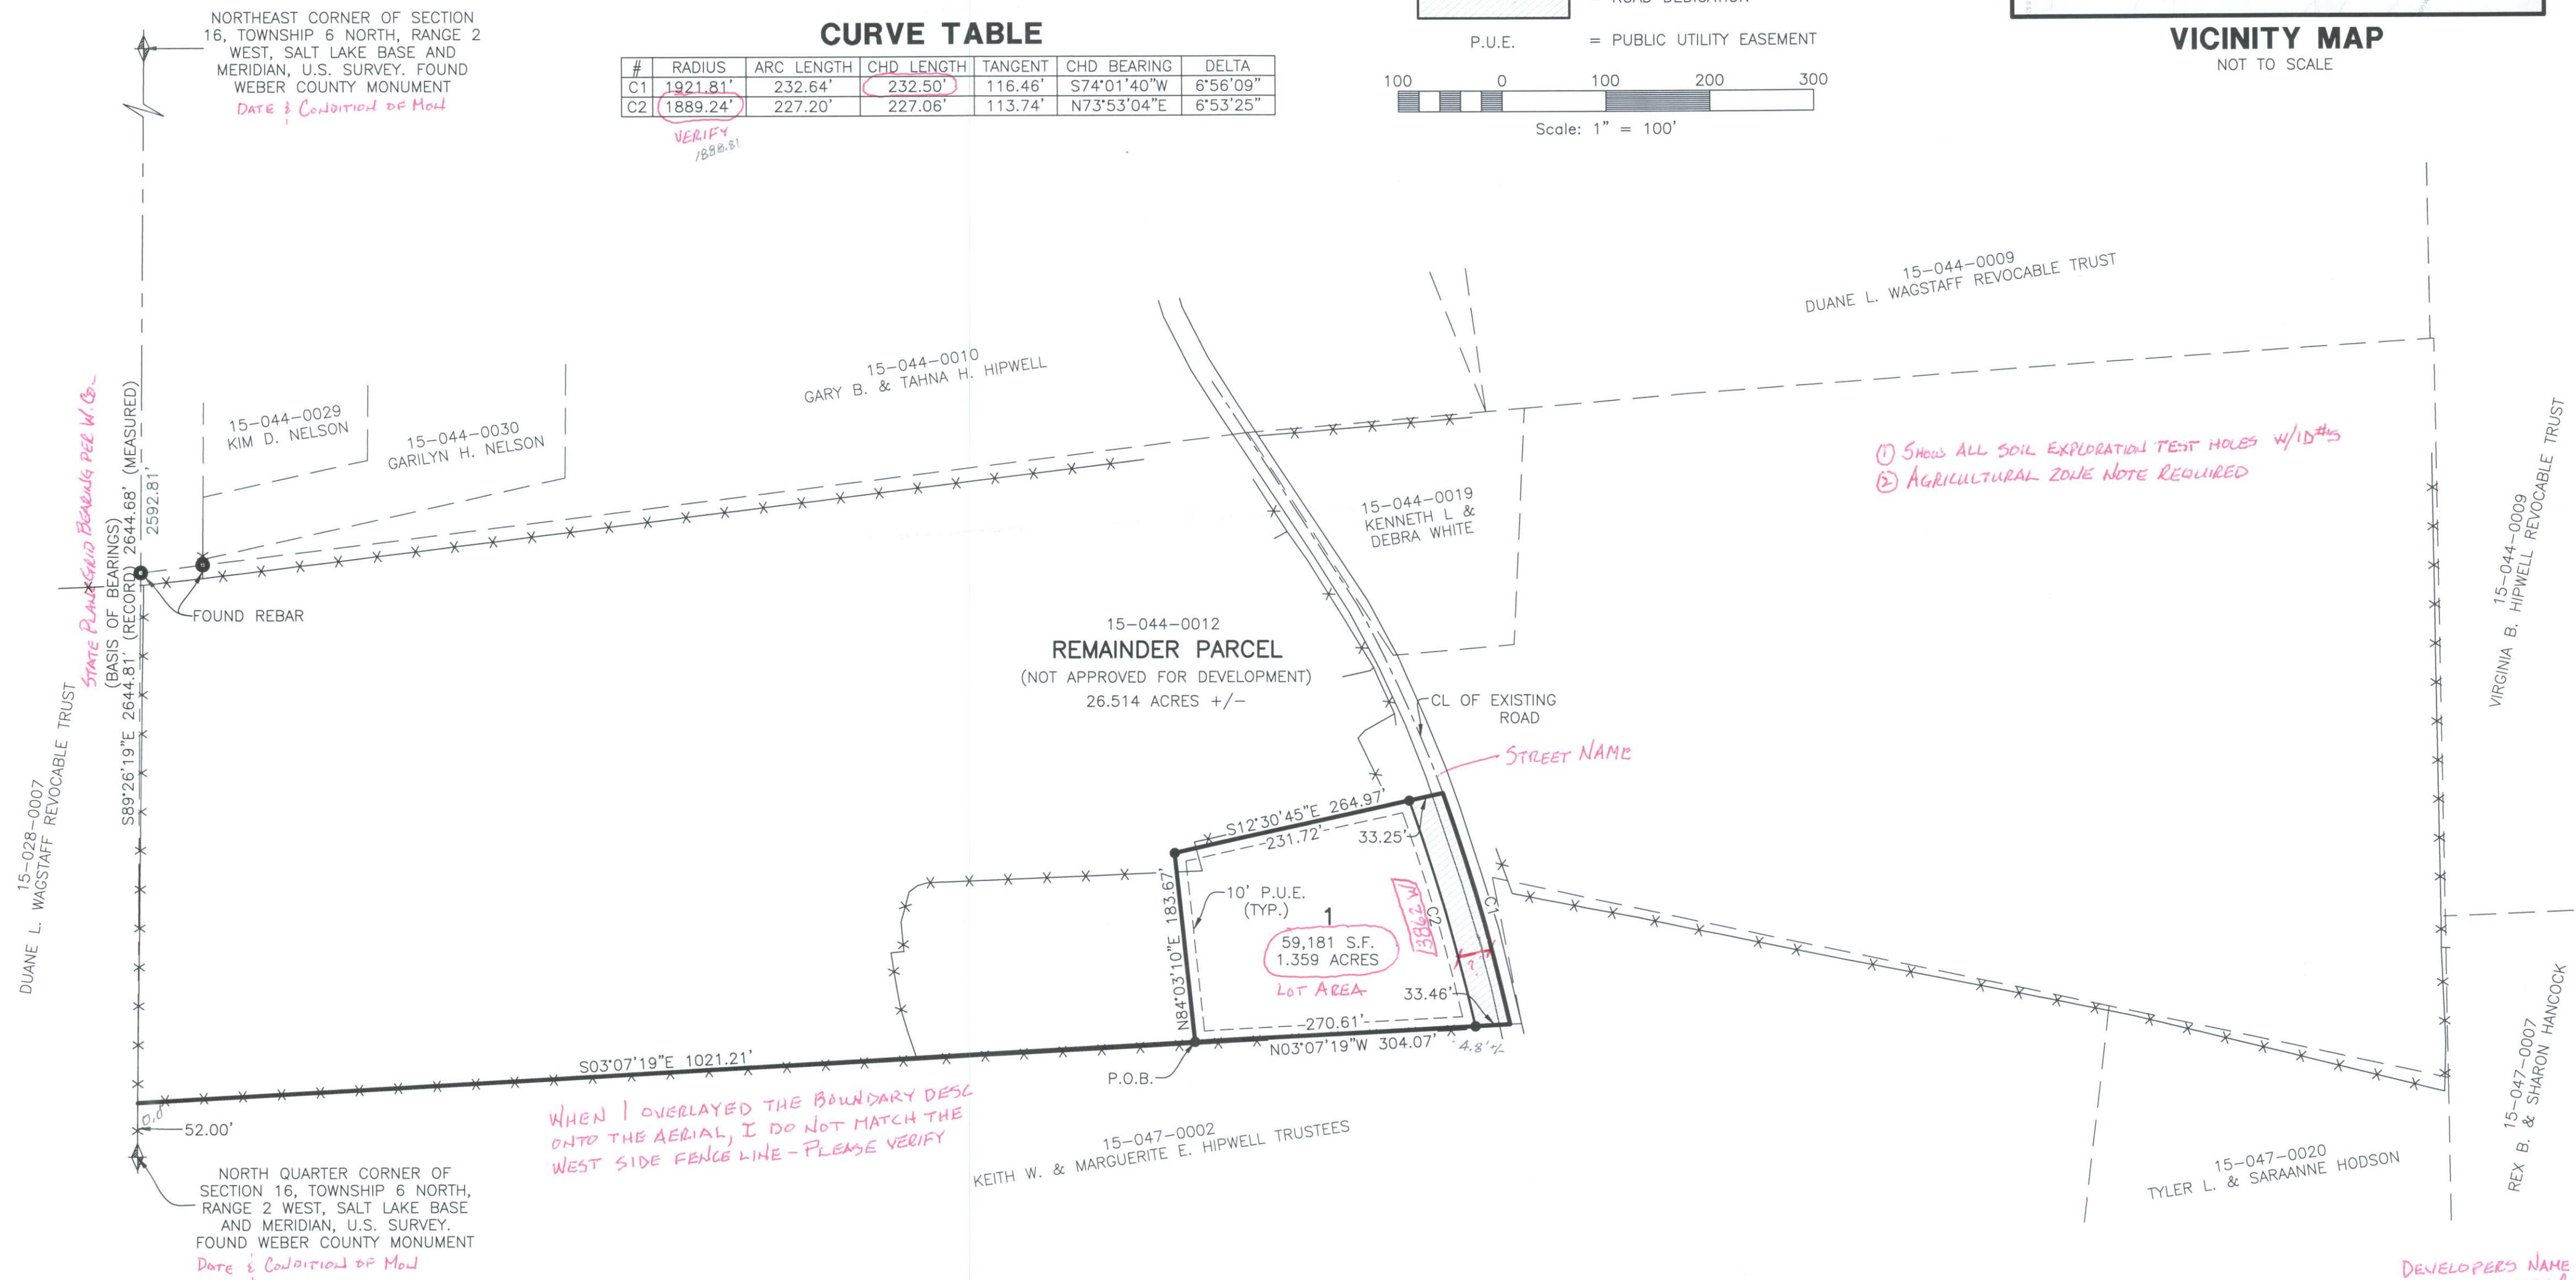 NORTHEAST CORNER OF SECTION
16, TOWNSHIP 6 NORTH, RANGE 2
WEST, SALT LAKE BASE AND
MERIDIAN, U.S. SURVEY. FOUND
WEBER COUNTY MONUMENT
DATE & CONDITION OF MON
CURVE TABLE
# RADIUS ARC LENGTH CHD LENGTH TANGENT CHD BEARING DELTA
C1 1921.81' 232.64' 232.50' 116.46' S74°01'40"W 6°56'09"
C2 1889.24' 227.20' 227.06' 113.74' N73°53'04"E 6°53'25"
VERIFY
1888.81
ROAD DEDICATION
P.U.E. = PUBLIC UTILITY EASEMENT
100 0 100 200 300
Scale: 1" = 100'
VICINITY MAP
NOT TO SCALE
15-044-0009
DUANE L. WAGSTAFF REVOCABLE TRUST
15-044-0010
GARY B. & TAHNA H. HIPWELL
15-044-0029
KIM D. NELSON
15-044-0030
GARILYN H. NELSON
STATE PLANE GRID BEARING PER W. CO.
(BASIS OF BEARINGS)
S89°26'19"E 2644.81' (RECORD) 2644.68' (MEASURED)
2592.81'
① SHOW ALL SOIL EXPLORATION TEST HOLES W/ID#'s
② AGRICULTURAL ZONE NOTE REQUIRED
15-044-0009
VIRGINIA B. HIPWELL REVOCABLE TRUST
15-044-0019
KENNETH L &
DEBRA WHITE
FOUND REBAR
15-044-0012
REMAINDER PARCEL
(NOT APPROVED FOR DEVELOPMENT)
26.514 ACRES +/-
CL OF EXISTING
ROAD
STREET NAME
15-028-0007
DUANE L. WAGSTAFF REVOCABLE TRUST
S12°30'45"E 264.97'
231.72'
33.25'
N84°03'10"E 183.67'
10' P.U.E.
(TYP.)
1
59,181 S.F.
1.359 ACRES
LOT AREA
3862 W
C2
C1
?
33.46'
270.61'
N03°07'19"W 304.07'
4.8'+/-
S03°07'19"E 1021.21'
P.O.B.
WHEN I OVERLAYED THE BOUNDARY DESC
ONTO THE AERIAL, I DO NOT MATCH THE
WEST SIDE FENCE LINE - PLEASE VERIFY
15-047-0002
KEITH W. & MARGUERITE E. HIPWELL TRUSTEES
15-047-0020
TYLER L. & SARAANNE HODSON
15-047-0007
REX B. & SHARON HANCOCK
0.0'
52.00'
NORTH QUARTER CORNER OF
SECTION 16, TOWNSHIP 6 NORTH,
RANGE 2 WEST, SALT LAKE BASE
AND MERIDIAN, U.S. SURVEY.
FOUND WEBER COUNTY MONUMENT
DATE & CONDITION OF MON
DEVELOPERS NAME